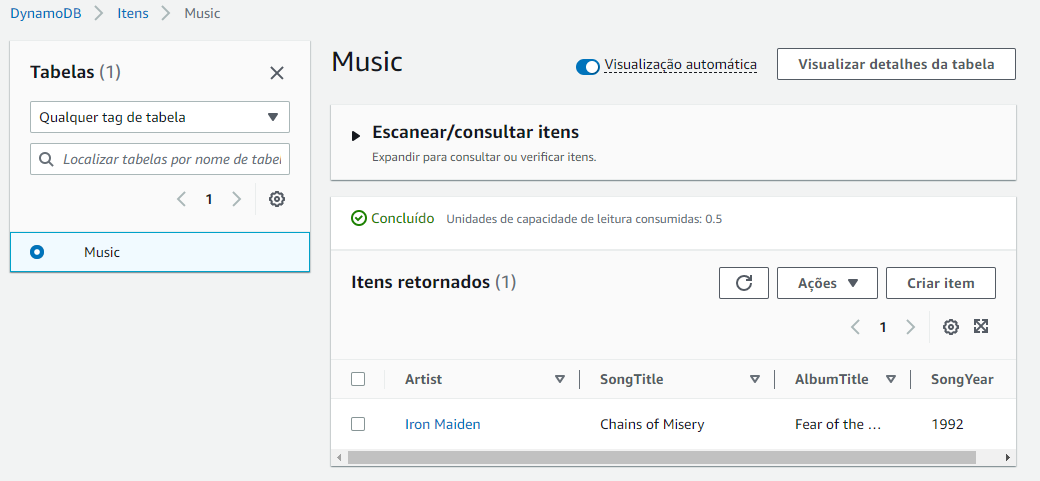 DynamoDB > Itens > Music
Tabelas (1)
Qualquer tag de tabela
Localizar tabelas por nome de tabel
1
Music
Music
Visualização automática
Visualizar detalhes da tabela
Escanear/consultar itens
Expandir para consultar ou verificar itens.
Concluído Unidades de capacidade de leitura consumidas: 0.5
Itens retornados (1)
Ações
Criar item
1
Artist SongTitle AlbumTitle SongYear
Iron Maiden Chains of Misery Fear of the ... 1992